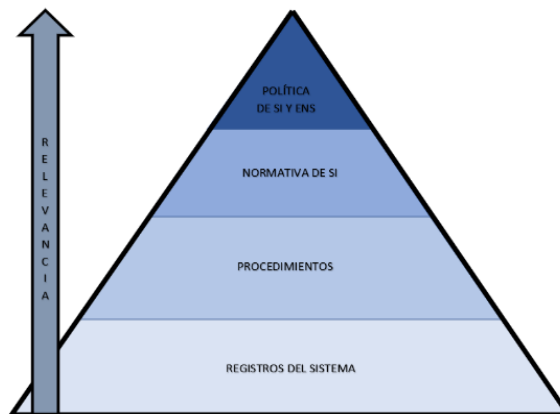 RELEVANCIA
POLÍTICA
DE SI Y ENS
NORMATIVA DE SI
PROCEDIMIENTOS
REGISTROS DEL SISTEMA